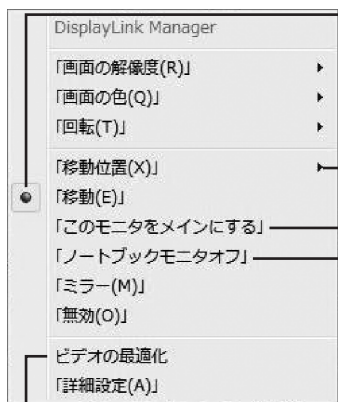 DisplayLink Manager
「画面の解像度(R)」
「画面の色(Q)」
「回転(T)」
「移動位置(X)」
「移動(E)」
「このモニタをメインにする」
「ノートブックモニタオフ」
「ミラー(M)」
「無効(O)」
ビデオの最適化
「詳細設定(A)」